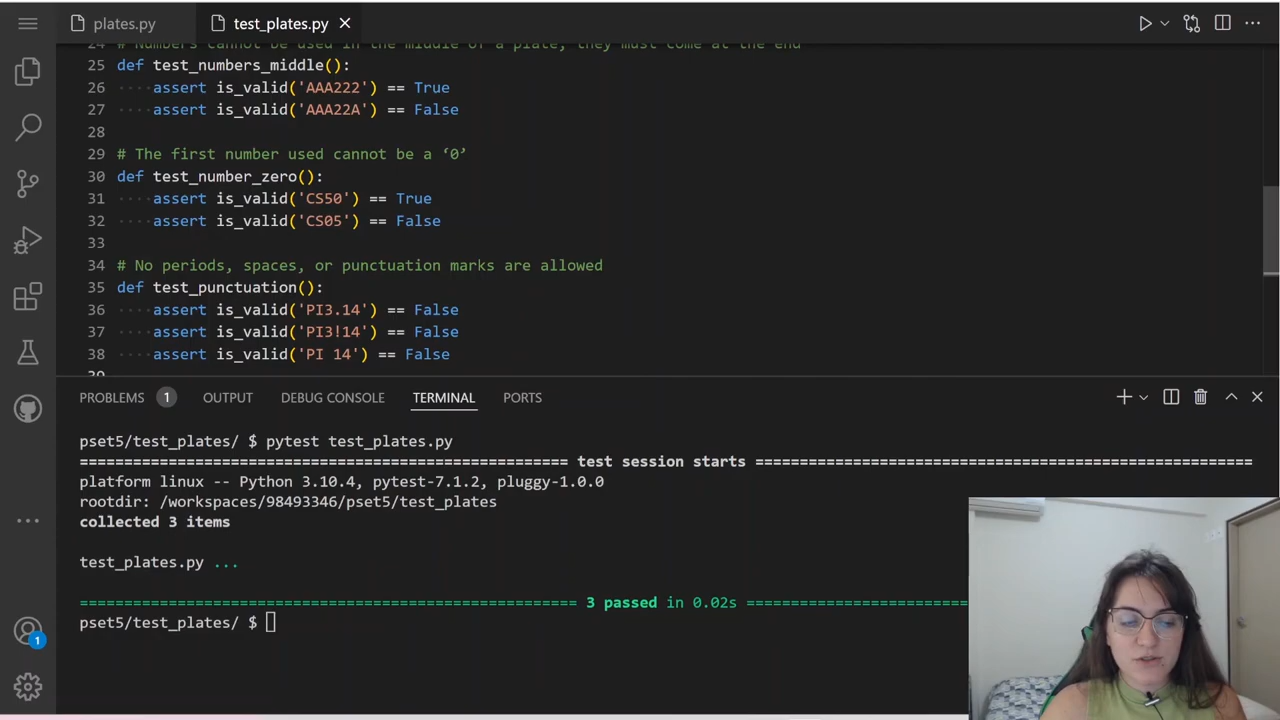 plates.py
test_plates.py
24 # Numbers cannot be used in the middle of a plate; they must come at the end
25 def test_numbers_middle():
26 ····assert is_valid('AAA222') == True
27 ····assert is_valid('AAA22A') == False
28
29 # The first number used cannot be a ‘0’
30 def test_number_zero():
31 ····assert is_valid('CS50') == True
32 ····assert is_valid('CS05') == False
33
34 # No periods, spaces, or punctuation marks are allowed
35 def test_punctuation():
36 ····assert is_valid('PI3.14') == False
37 ····assert is_valid('PI3!14') == False
38 ····assert is_valid('PI 14') == False
39
PROBLEMS 1 OUTPUT DEBUG CONSOLE TERMINAL PORTS
pset5/test_plates/ $ pytest test_plates.py
====================================================== test session starts =======================================================
platform linux -- Python 3.10.4, pytest-7.1.2, pluggy-1.0.0
rootdir: /workspaces/98493346/pset5/test_plates
collected 3 items
test_plates.py ...
======================================================= 3 passed in 0.02s ========================
pset5/test_plates/ $
1